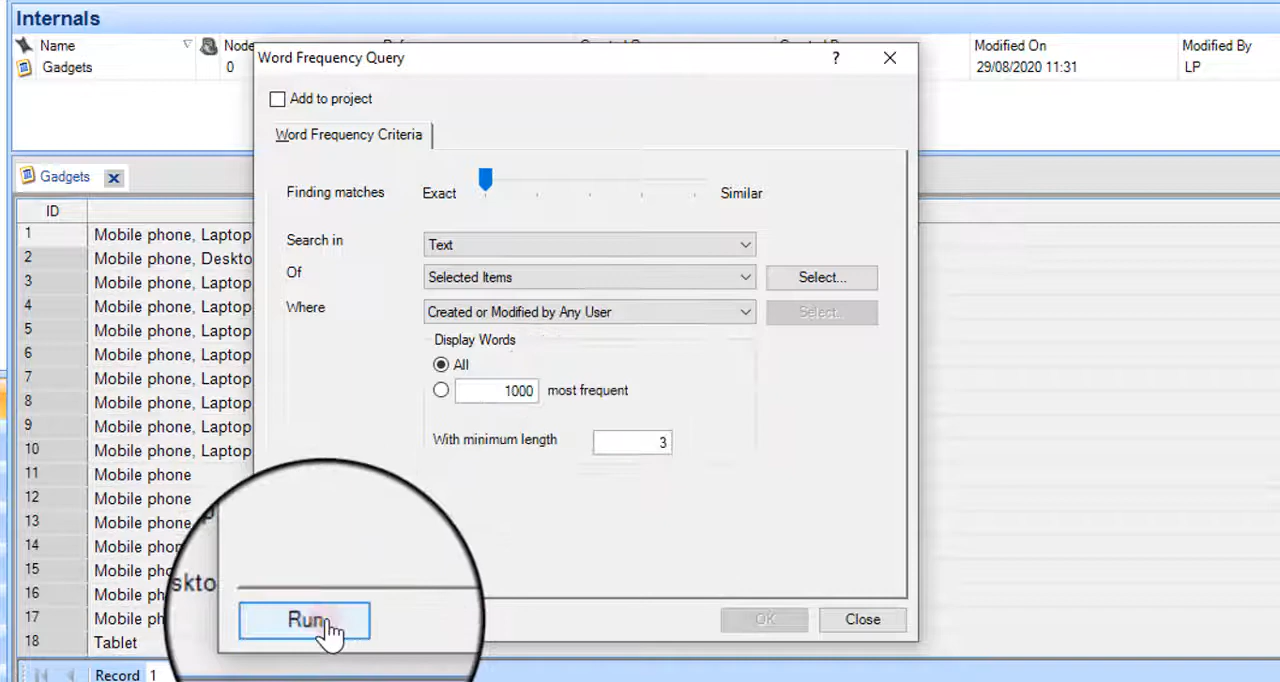 Internals
Name Node Modified On Modified By
Gadgets 0 29/08/2020 11:31 LP
Word Frequency Query ?
Add to project
Word Frequency Criteria
Finding matches Exact Similar
Search in Text
Of Selected Items Select...
Where Created or Modified by Any User Select...
Display Words
All
1000 most frequent
With minimum length 3
Run OK Close
Gadgets
ID
1 Mobile phone, Laptop
2 Mobile phone, Deskto
3 Mobile phone, Laptop
4 Mobile phone, Laptop
5 Mobile phone, Laptop
6 Mobile phone, Laptop
7 Mobile phone, Laptop
8 Mobile phone, Laptop
9 Mobile phone, Laptop
10 Mobile phone, Laptop
11 Mobile phone
12 Mobile phone
13 Mobile phone,
14 Mobile phon
15 Mobile pho
16 Mobile ph
17 Mobile ph
18 Tablet
skto
Record 1